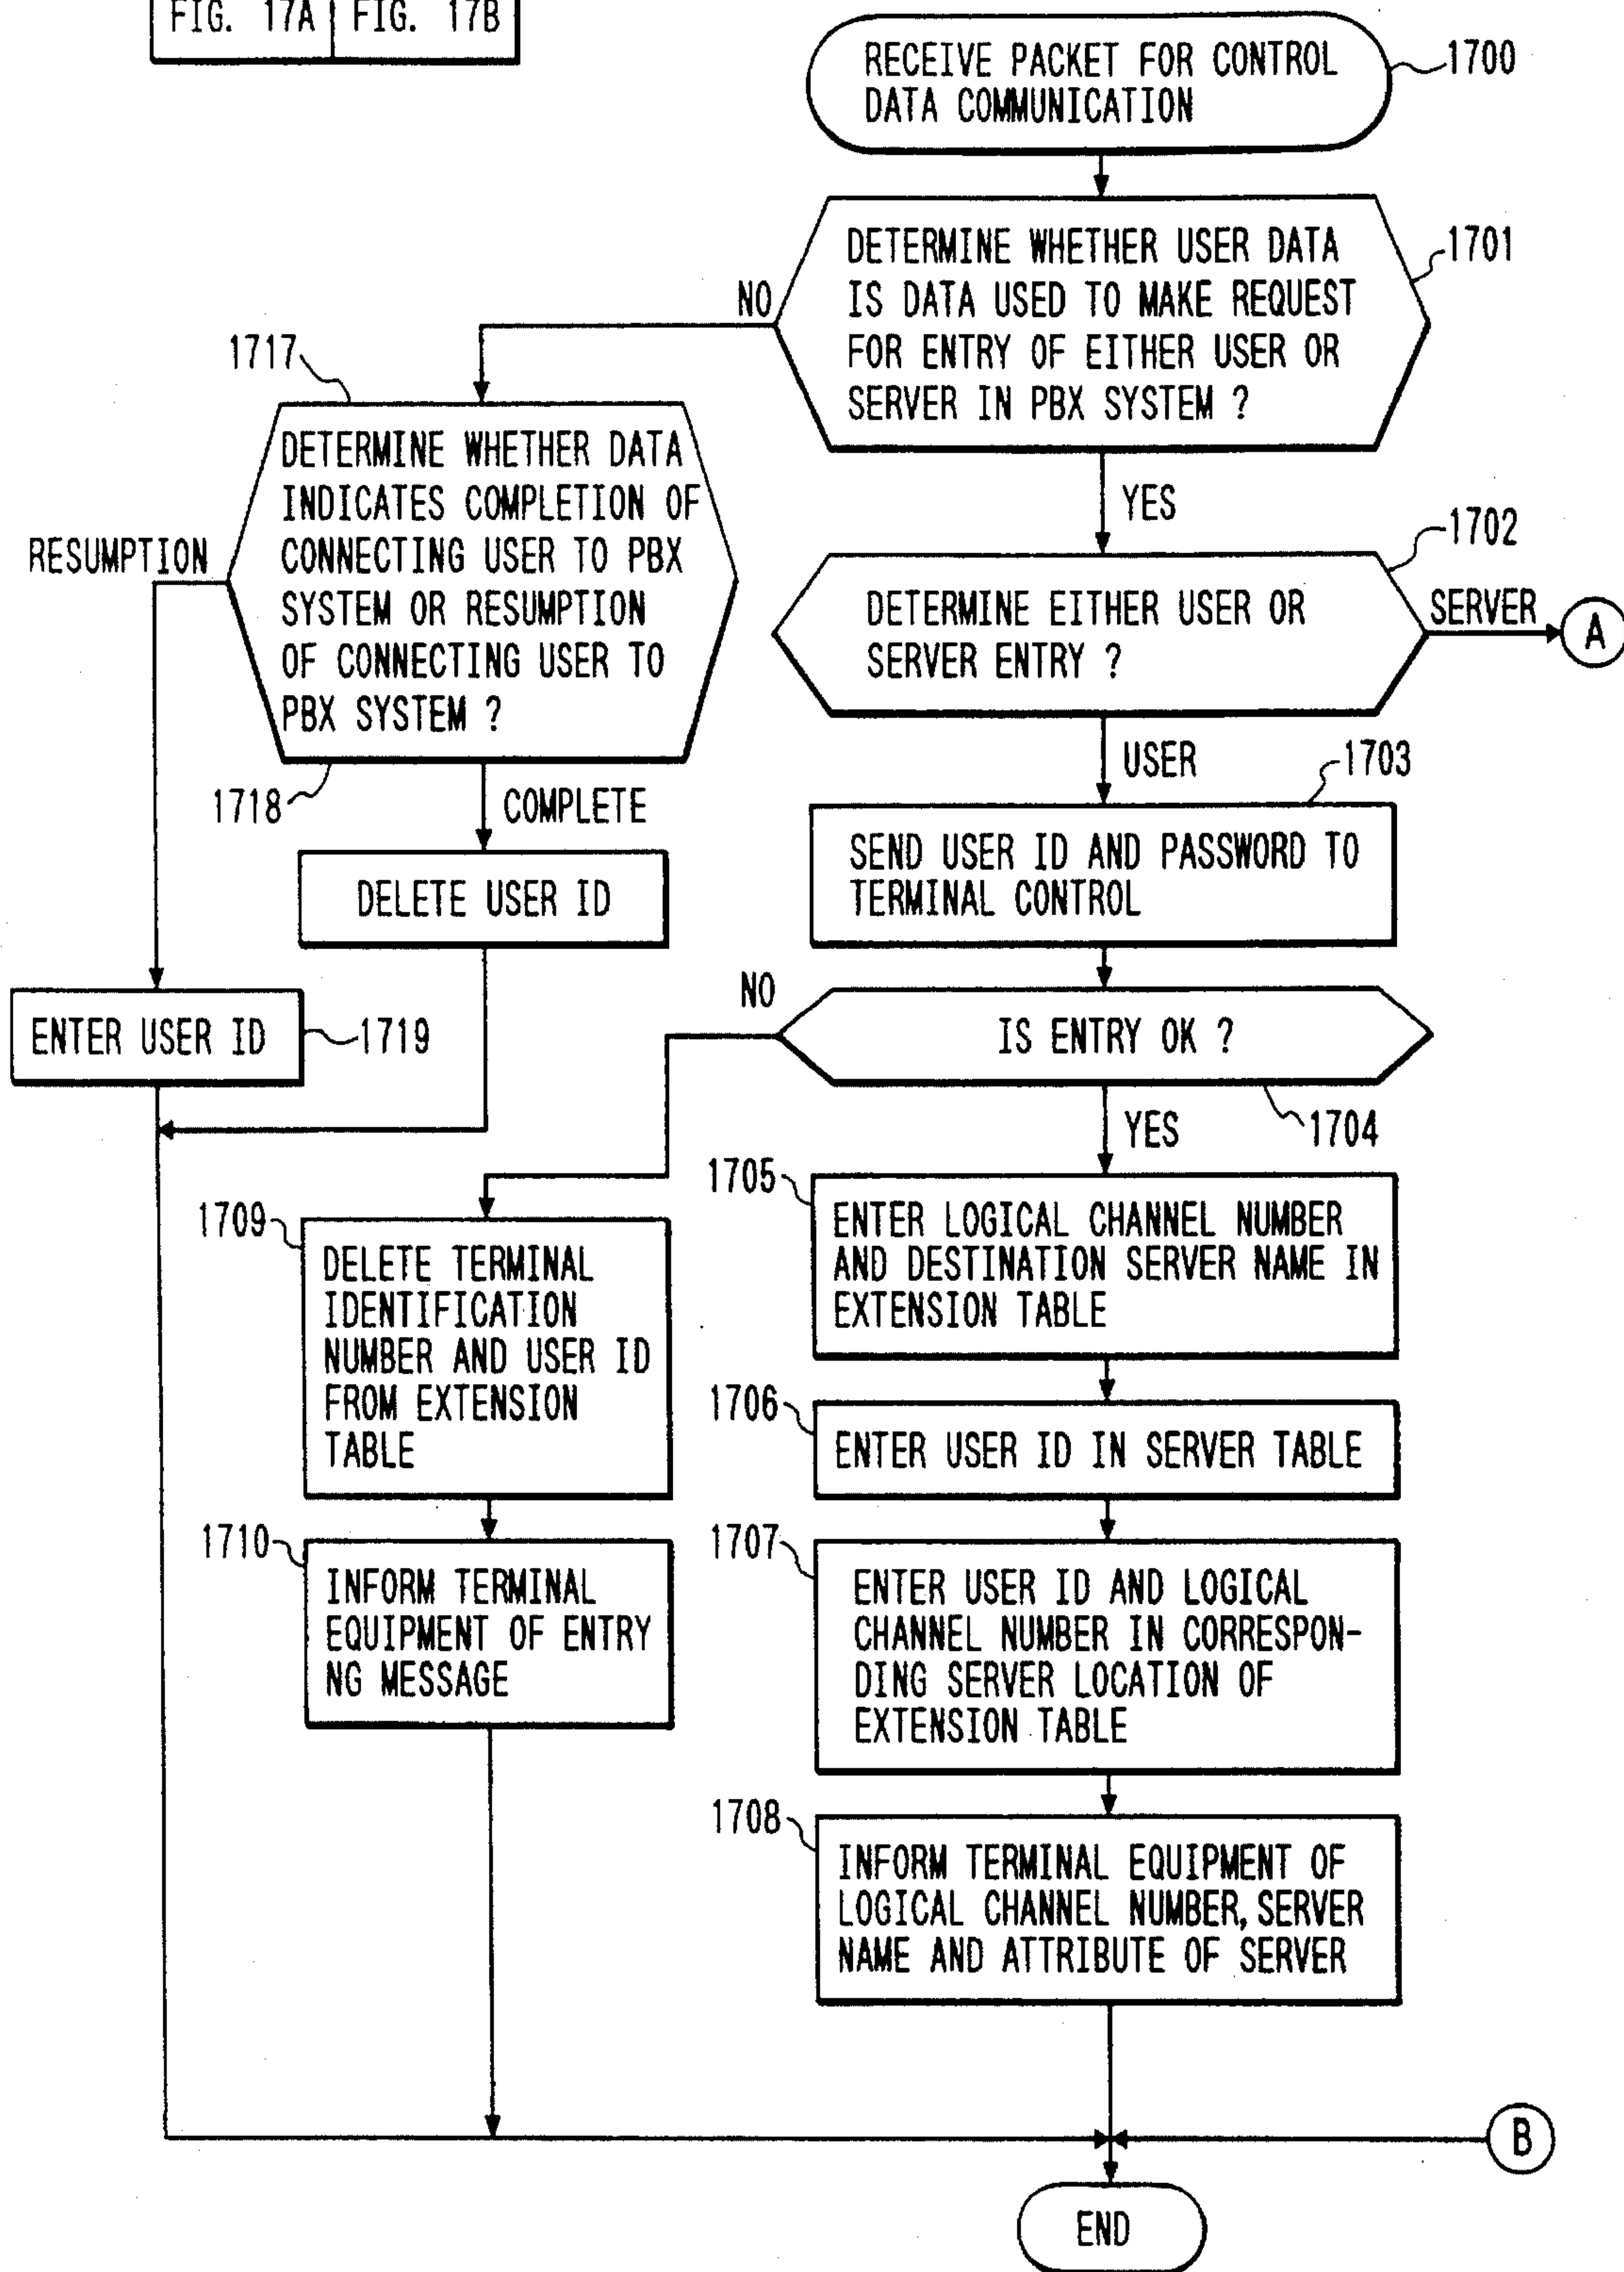 FIG. 17A FIG. 17B
RECEIVE PACKET FOR CONTROL
DATA COMMUNICATION
1700
DETERMINE WHETHER USER DATA
IS DATA USED TO MAKE REQUEST
FOR ENTRY OF EITHER USER OR
SERVER IN PBX SYSTEM ?
1701
NO
YES
1717
DETERMINE WHETHER DATA
INDICATES COMPLETION OF
CONNECTING USER TO PBX
SYSTEM OR RESUMPTION
OF CONNECTING USER TO
PBX SYSTEM ?
RESUMPTION
1718
COMPLETE
DELETE USER ID
ENTER USER ID
1719
1702
DETERMINE EITHER USER OR
SERVER ENTRY ?
SERVER
A
USER
1703
SEND USER ID AND PASSWORD TO
TERMINAL CONTROL
NO
IS ENTRY OK ?
YES
1704
1709
DELETE TERMINAL
IDENTIFICATION
NUMBER AND USER ID
FROM EXTENSION
TABLE
1710
INFORM TERMINAL
EQUIPMENT OF ENTRY
NG MESSAGE
1705
ENTER LOGICAL CHANNEL NUMBER
AND DESTINATION SERVER NAME IN
EXTENSION TABLE
1706
ENTER USER ID IN SERVER TABLE
1707
ENTER USER ID AND LOGICAL
CHANNEL NUMBER IN CORRESPON-
DING SERVER LOCATION OF
EXTENSION TABLE
1708
INFORM TERMINAL EQUIPMENT OF
LOGICAL CHANNEL NUMBER, SERVER
NAME AND ATTRIBUTE OF SERVER
B
END